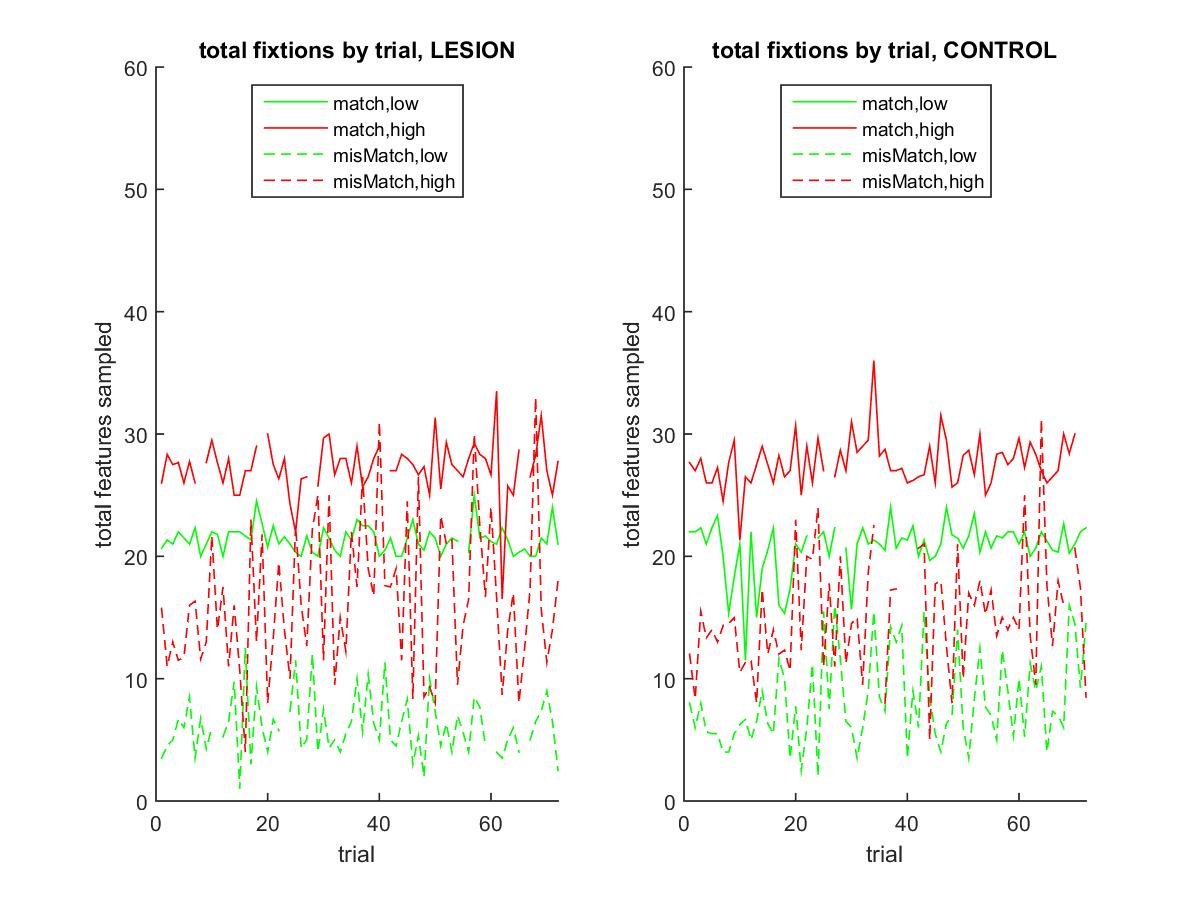 total fixtions by trial, LESION
60
50
40
30
20
10
0
total features sampled
match,low
match,high
misMatch,low
misMatch,high
0 20 40 60
trial
total fixtions by trial, CONTROL
60
50
40
30
20
10
0
total features sampled
match,low
match,high
misMatch,low
misMatch,high
0 20 40 60
trial